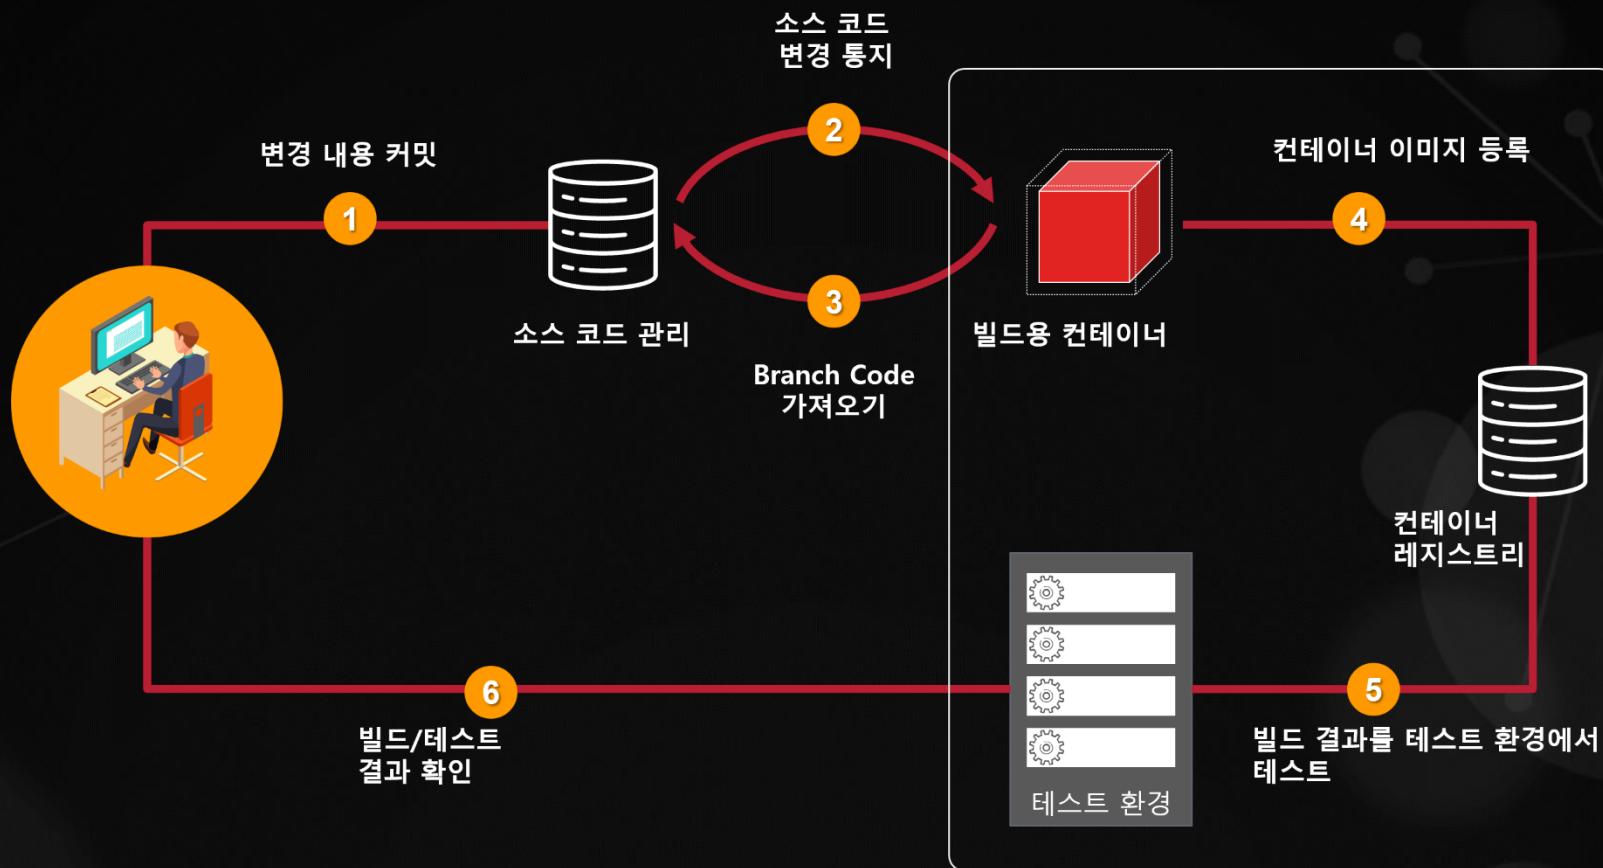 소스 코드
변경 통지
2
변경 내용 커밋
1
컨테이너 이미지 등록
4
3
소스 코드 관리
빌드용 컨테이너
Branch Code
가져오기
컨테이너
레지스트리
6
5
빌드/테스트
결과 확인
빌드 결과를 테스트 환경에서
테스트
테스트 환경